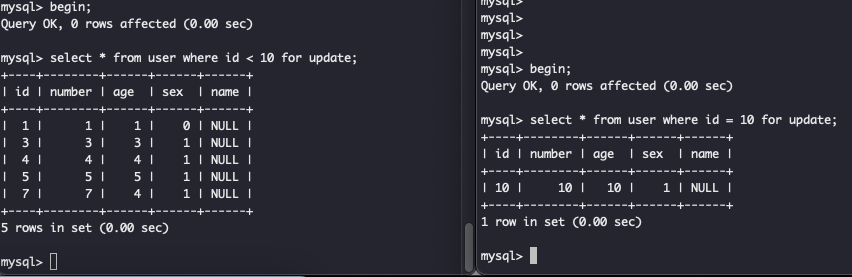 mysql> begin;
Query OK, 0 rows affected (0.00 sec)
mysql> select * from user where id < 10 for update;
+----+--------+------+------+------+
| id | number | age | sex | name |
+----+--------+------+------+------+
| 1 | 1 | 1 | 0 | NULL |
| 3 | 3 | 3 | 1 | NULL |
| 4 | 4 | 4 | 1 | NULL |
| 5 | 5 | 5 | 1 | NULL |
| 7 | 7 | 4 | 1 | NULL |
+----+--------+------+------+------+
5 rows in set (0.00 sec)
mysql>
mysql>
mysql>
mysql>
mysql>
mysql> begin;
Query OK, 0 rows affected (0.00 sec)
mysql> select * from user where id = 10 for update;
+----+--------+------+------+------+
| id | number | age | sex | name |
+----+--------+------+------+------+
| 10 | 10 | 10 | 1 | NULL |
+----+--------+------+------+------+
1 row in set (0.00 sec)
mysql>